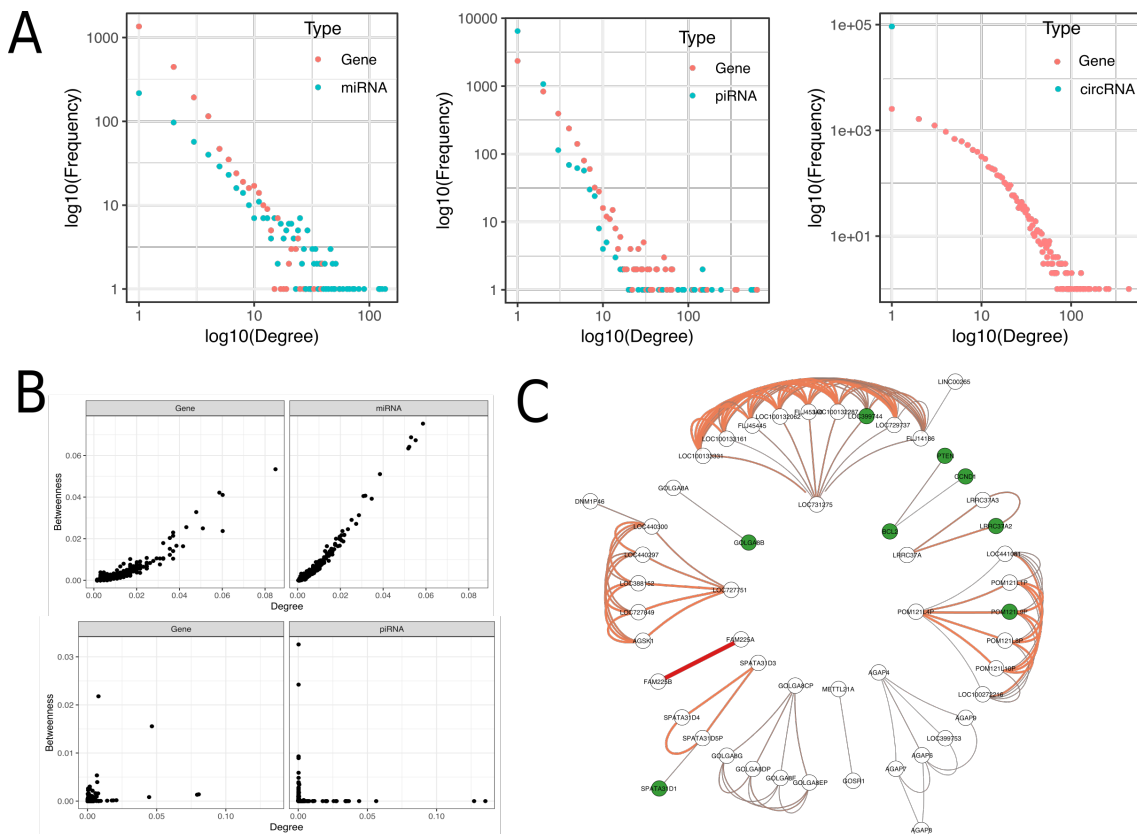 A
Type
Gene
miRNA
1000
100
10
1
1
10
100
log10(Frequency)
log10(Degree)
Type
Gene
piRNA
10000
1000
100
10
1
1
10
100
log10(Frequency)
log10(Degree)
Type
Gene
circRNA
1e+05
1e+03
1e+01
1
10
100
log10(Frequency)
log10(Degree)
B
Gene
miRNA
0.06
0.04
0.02
0.00
Betweenness
0.00 0.02 0.04 0.06 0.08
0.00 0.02 0.04 0.06 0.08
Degree
Gene
piRNA
0.03
0.02
0.01
0.00
Betweenness
0.00 0.05 0.10
0.00 0.05 0.10
Degree
C
LINC00265
LOC100132287
LOC100132062
LOC399744
FLJ45445
LOC729737
LOC100133161
FLJ14186
LOC100133331
LOC731275
PTEN
CCND1
BCL2
GOLGA8A
GOLGA8B
DNM1P46
LRRC37A3
LRRC37A2
LRRC37A
LOC440300
LOC440297
LOC388152
LOC727849
AGSK1
LOC727751
LOC441081
POM121L1P
POM121L4P
POM121L9P
POM121L8P
POM121L10P
LOC100272216
FAM225A
FAM225B
SPATA31D3
SPATA31D4
SPATA31D5P
SPATA31D1
GOLGA8CP
GOLGA8G
GOLGA8DP
GOLGA8F
GOLGA8EP
METTL21A
GOSR1
AGAP4
AGAP9
LOC399753
AGAP6
AGAP7
AGAP8